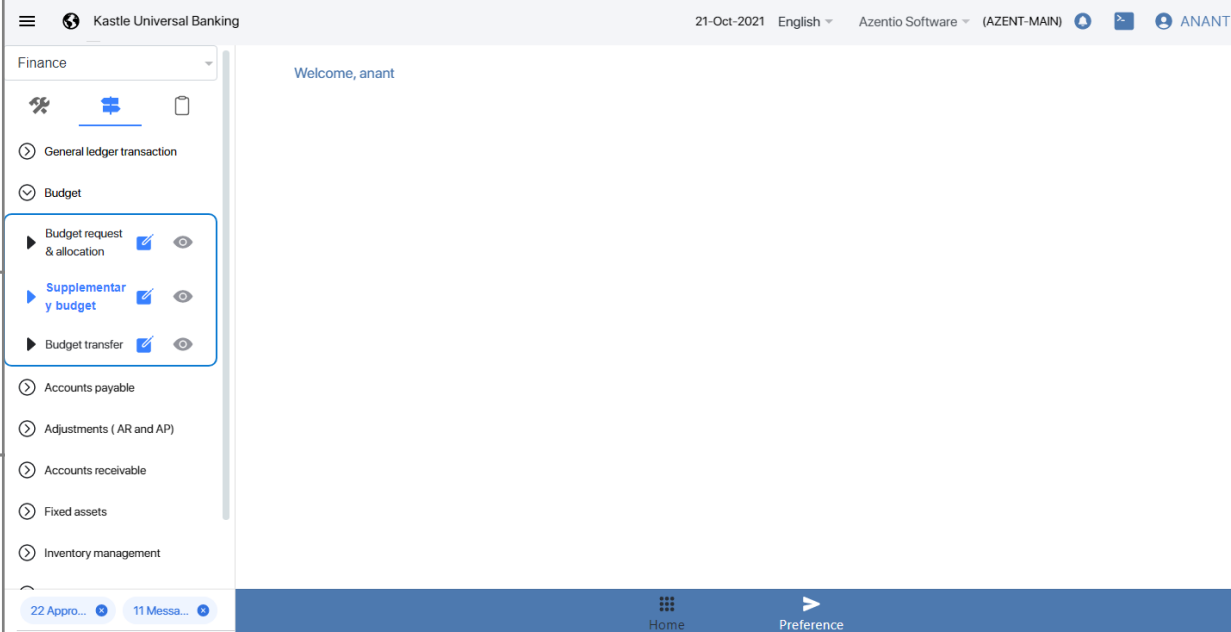 Kastle Universal Banking
21-Oct-2021 English Azentio Software (AZENT-MAIN) ANANT
Finance
Welcome, anant
General ledger transaction
Budget
Budget request
& allocation
Supplementar
y budget
Budget transfer
Accounts payable
Adjustments ( AR and AP)
Accounts receivable
Fixed assets
Inventory management
22 Appro... 11 Messa...
Home Preference